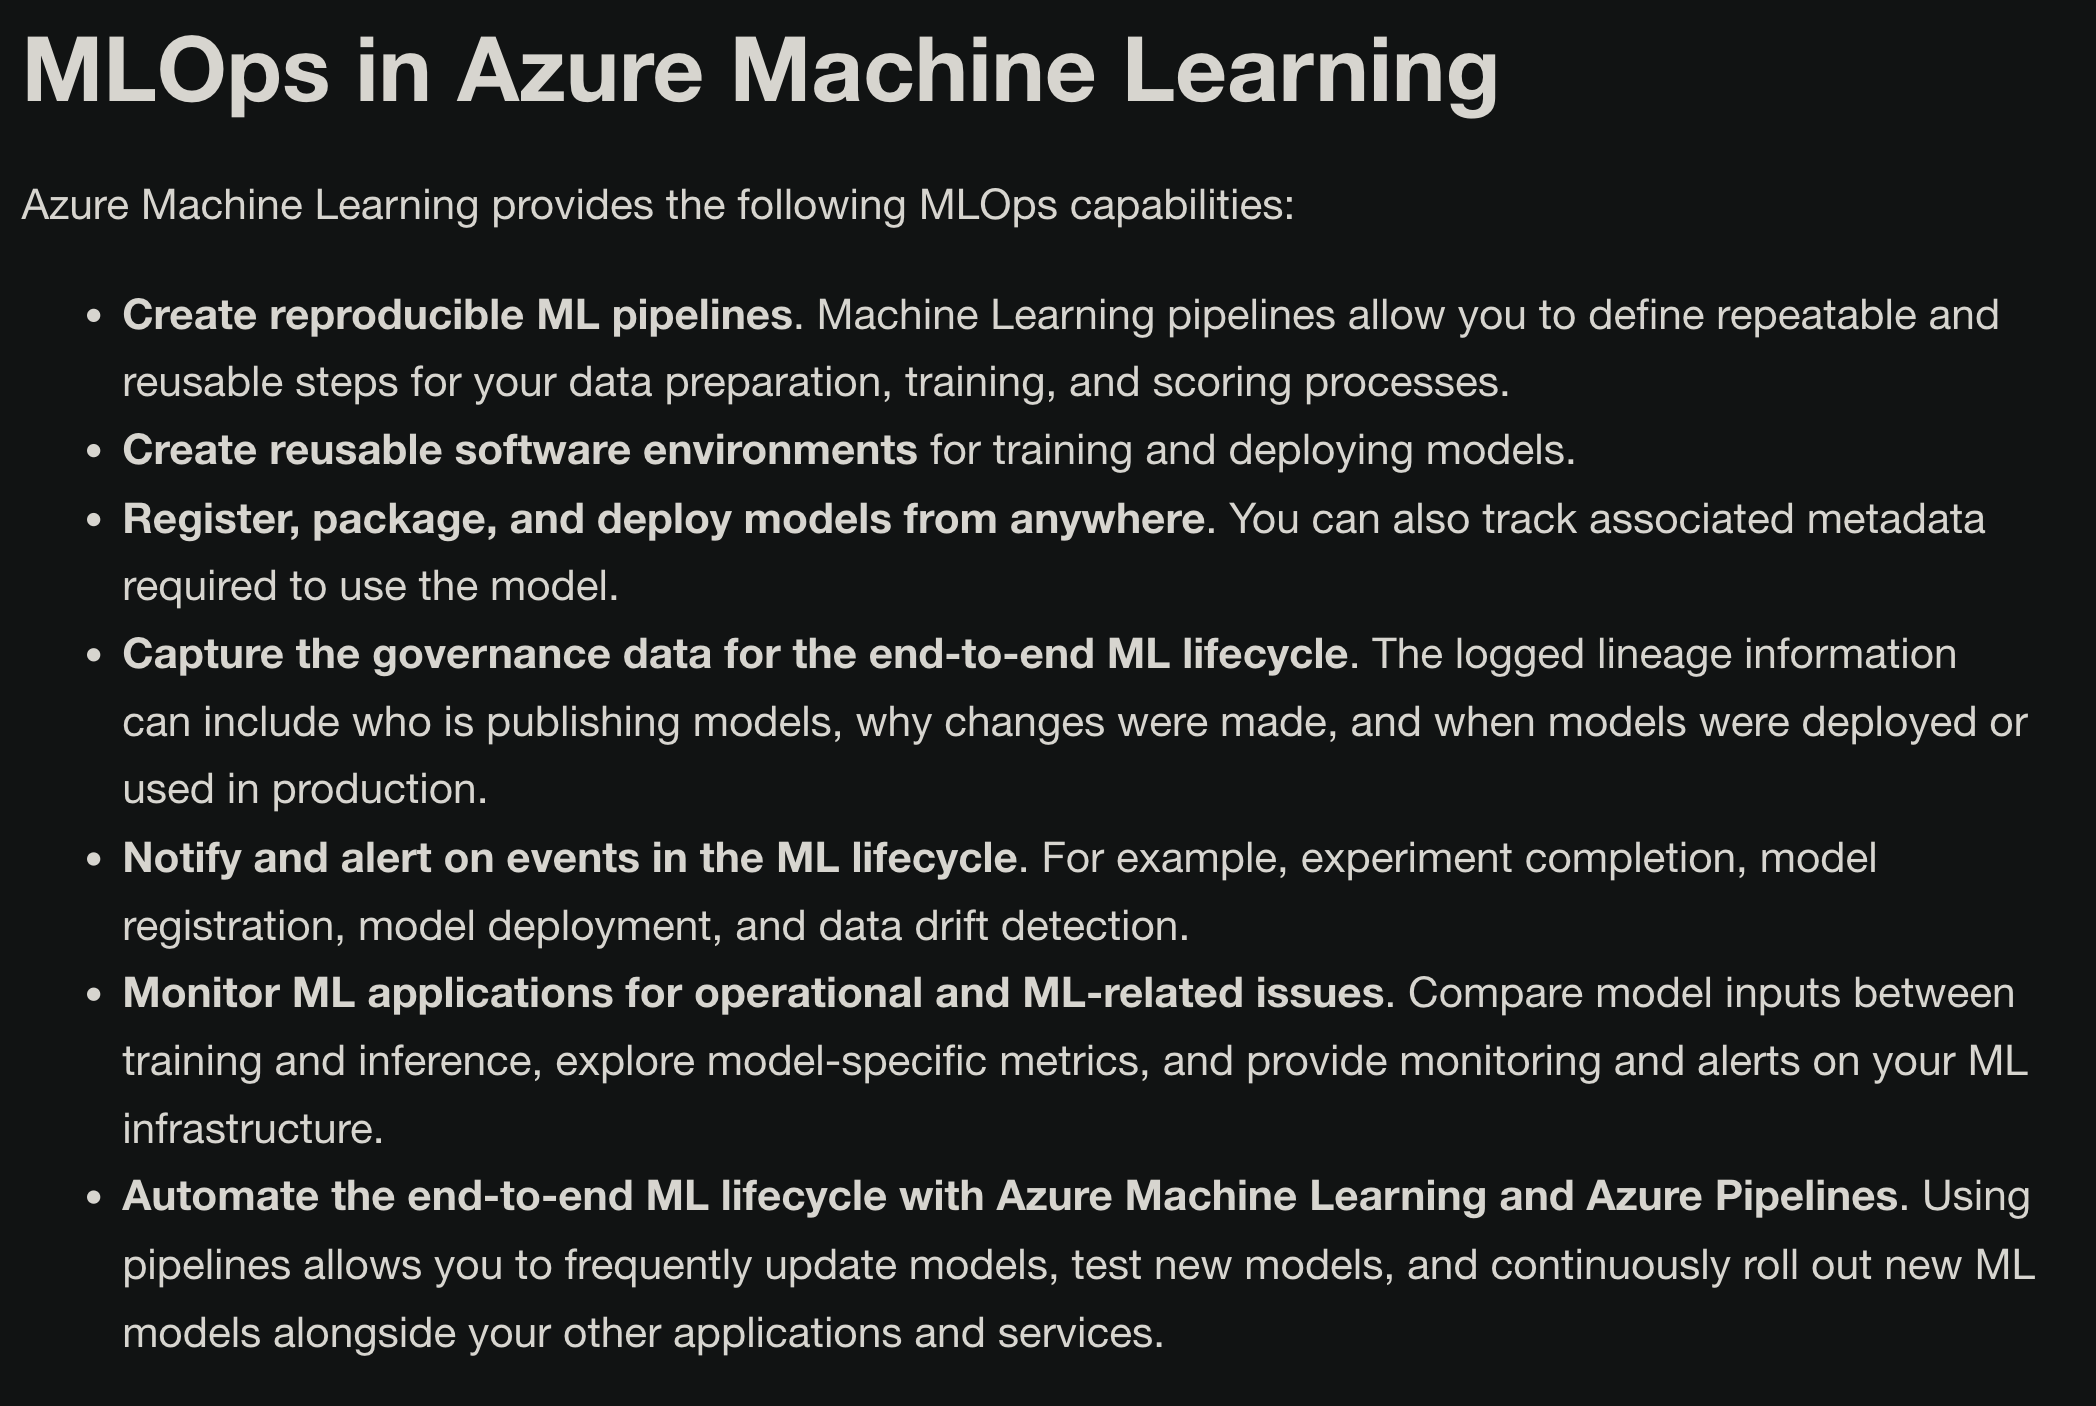 MLOps in Azure Machine Learning
Azure Machine Learning provides the following MLOps capabilities:
• Create reproducible ML pipelines. Machine Learning pipelines allow you to define repeatable and
reusable steps for your data preparation, training, and scoring processes.
• Create reusable software environments for training and deploying models.
• Register, package, and deploy models from anywhere. You can also track associated metadata
required to use the model.
• Capture the governance data for the end-to-end ML lifecycle. The logged lineage information
can include who is publishing models, why changes were made, and when models were deployed or
used in production.
• Notify and alert on events in the ML lifecycle. For example, experiment completion, model
registration, model deployment, and data drift detection.
• Monitor ML applications for operational and ML-related issues. Compare model inputs between
training and inference, explore model-specific metrics, and provide monitoring and alerts on your ML
infrastructure.
• Automate the end-to-end ML lifecycle with Azure Machine Learning and Azure Pipelines. Using
pipelines allows you to frequently update models, test new models, and continuously roll out new ML
models alongside your other applications and services.